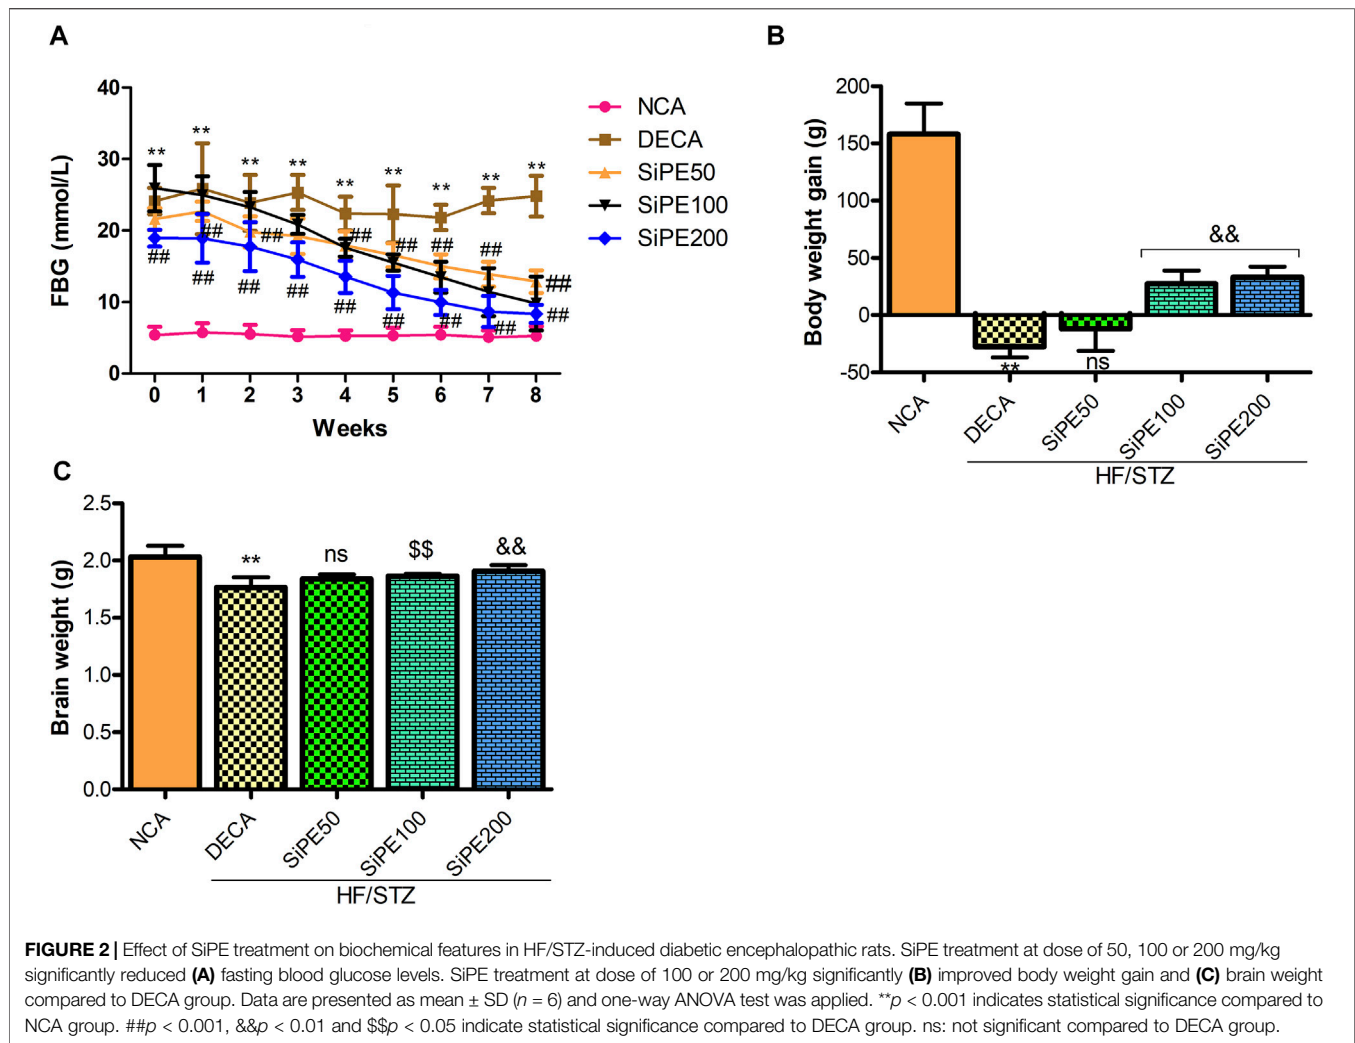 A
40
30
20
10
0
FBG (mmol/L)
** ** ** ** ** ** ** ** **
## ## ## ## ## ##
## ## ## ## ## ## ## ## ##
0 1 2 3 4 5 6 7 8
Weeks
NCA
DECA
SiPE50
SiPE100
SiPE200
B
200
150
100
50
0
-50
Body weight gain (g)
&&
** ns
NCA DECA SiPE50 SiPE100 SiPE200
HF/STZ
C
2.5
2.0
1.5
1.0
0.5
0.0
Brain weight (g)
** ns $$ &&
NCA DECA SiPE50 SiPE100 SiPE200
HF/STZ
FIGURE 2 | Effect of SiPE treatment on biochemical features in HF/STZ-induced diabetic encephalopathic rats. SiPE treatment at dose of 50, 100 or 200 mg/kg
significantly reduced (A) fasting blood glucose levels. SiPE treatment at dose of 100 or 200 mg/kg significantly (B) improved body weight gain and (C) brain weight
compared to DECA group. Data are presented as mean ± SD (n = 6) and one-way ANOVA test was applied. **p < 0.001 indicates statistical significance compared to
NCA group. ##p < 0.001, &&p < 0.01 and $$p < 0.05 indicate statistical significance compared to DECA group. ns: not significant compared to DECA group.